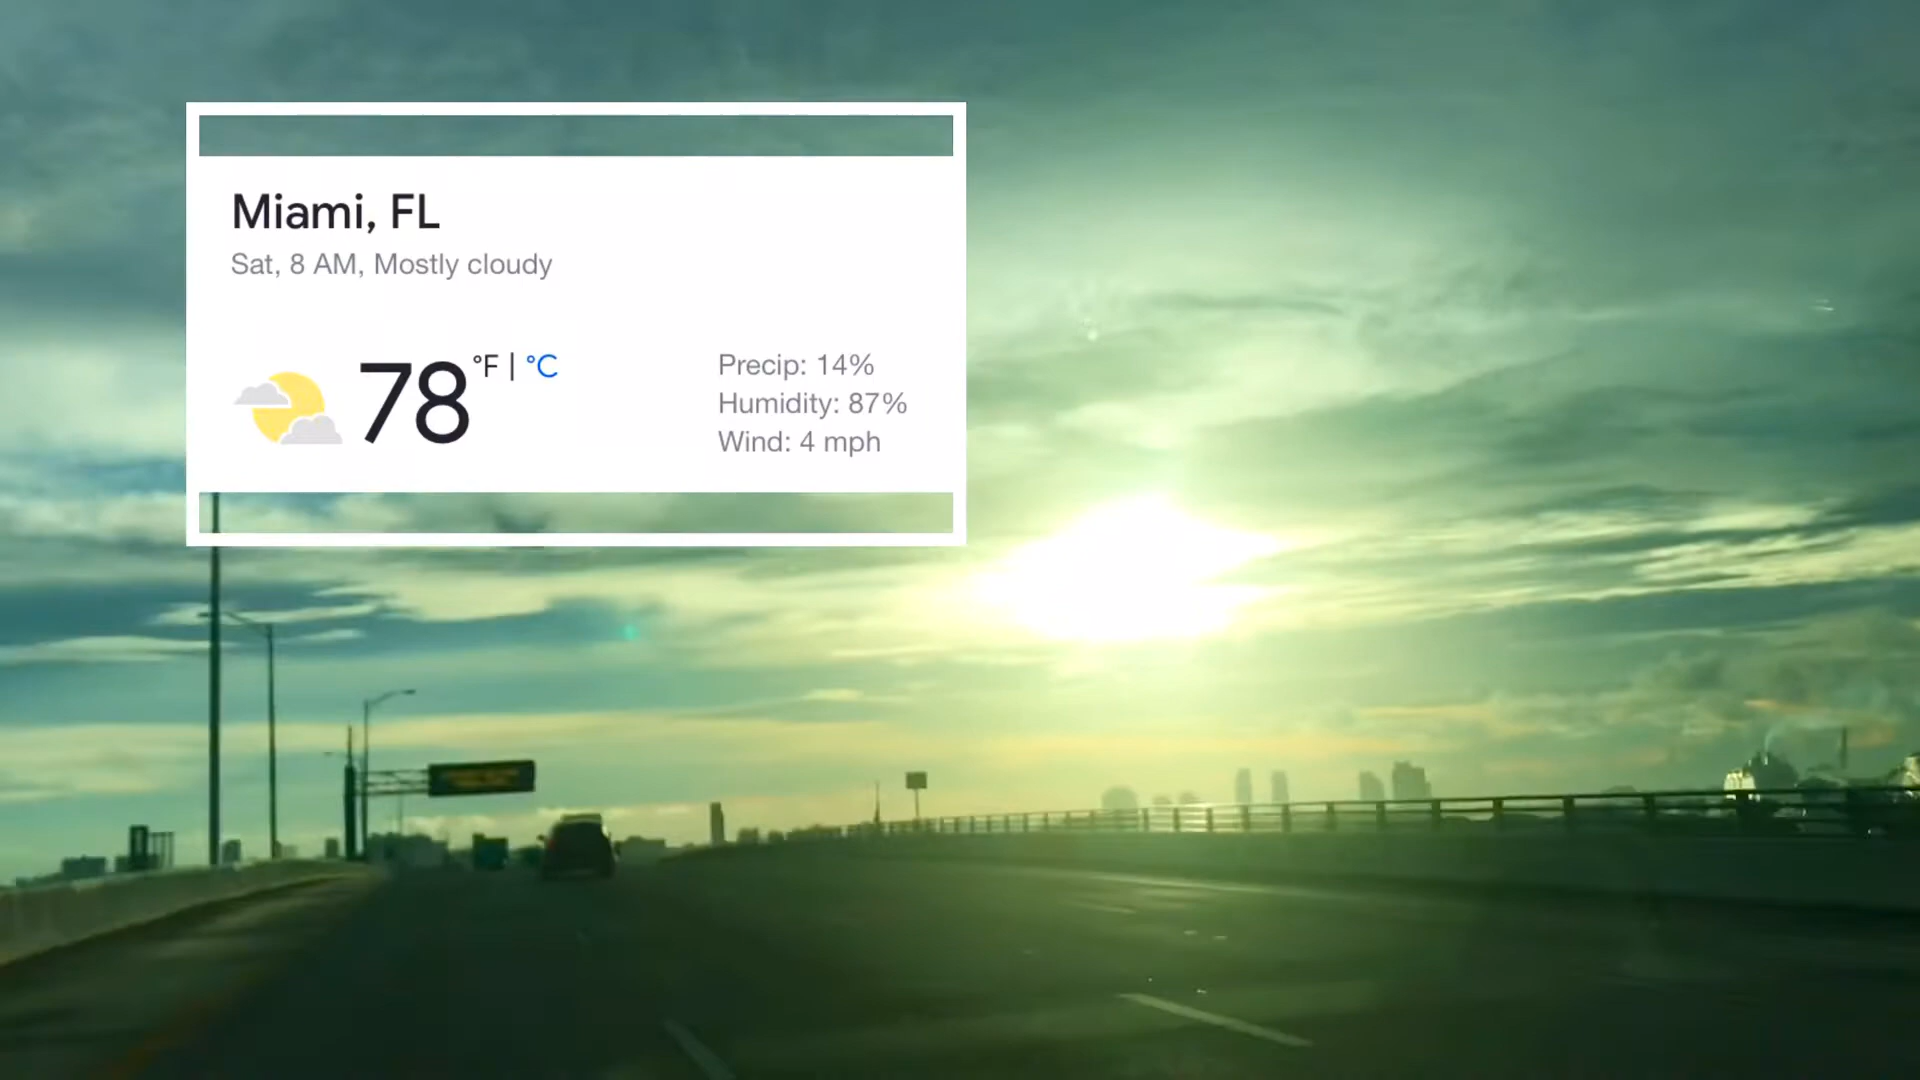 Miami, FL
Sat, 8 AM, Mostly cloudy
78 °F | °C
Precip: 14%
Humidity: 87%
Wind: 4 mph